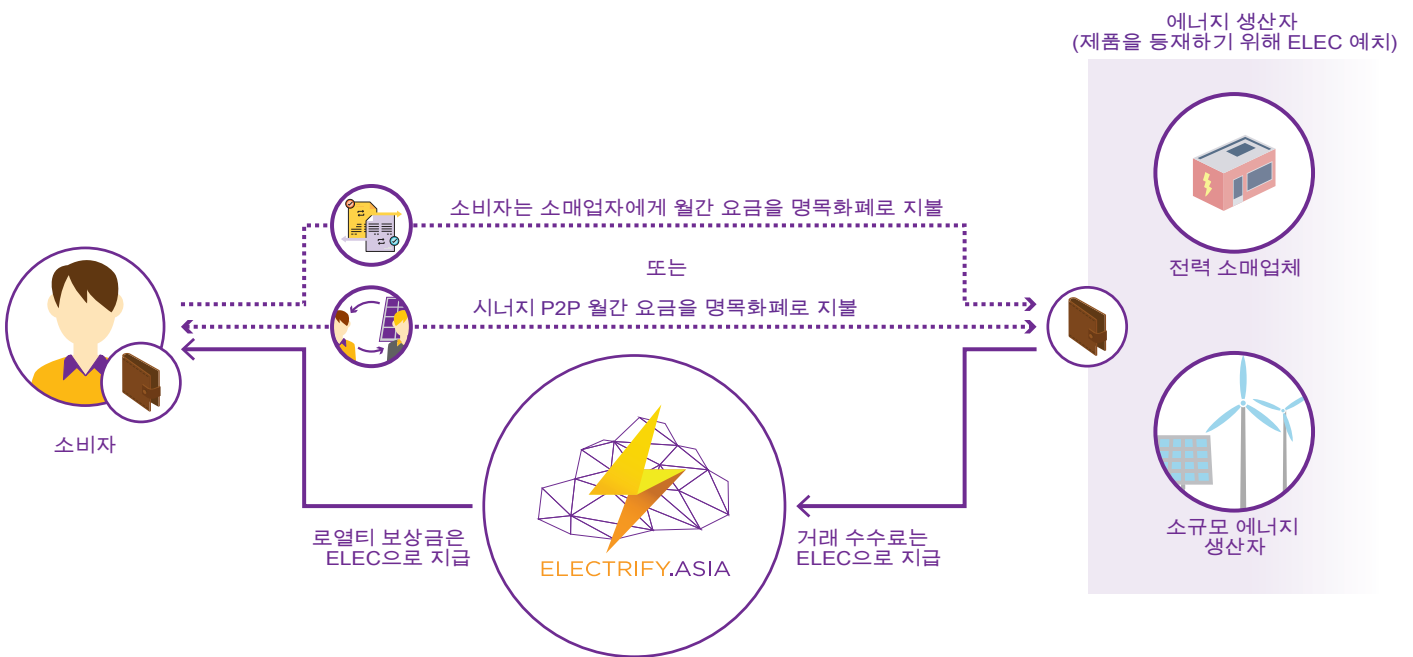 에너지 생산자
(제품을 등재하기 위해 ELEC 예치)
소비자는 소매업자에게 월간 요금을 명목화폐로 지불
또는
시너지 P2P 월간 요금을 명목화폐로 지불
전력 소매업체
소비자
로열티 보상금은
ELEC으로 지급
거래 수수료는
ELEC으로 지급
소규모 에너지
생산자
ELECTRIFY.ASIA